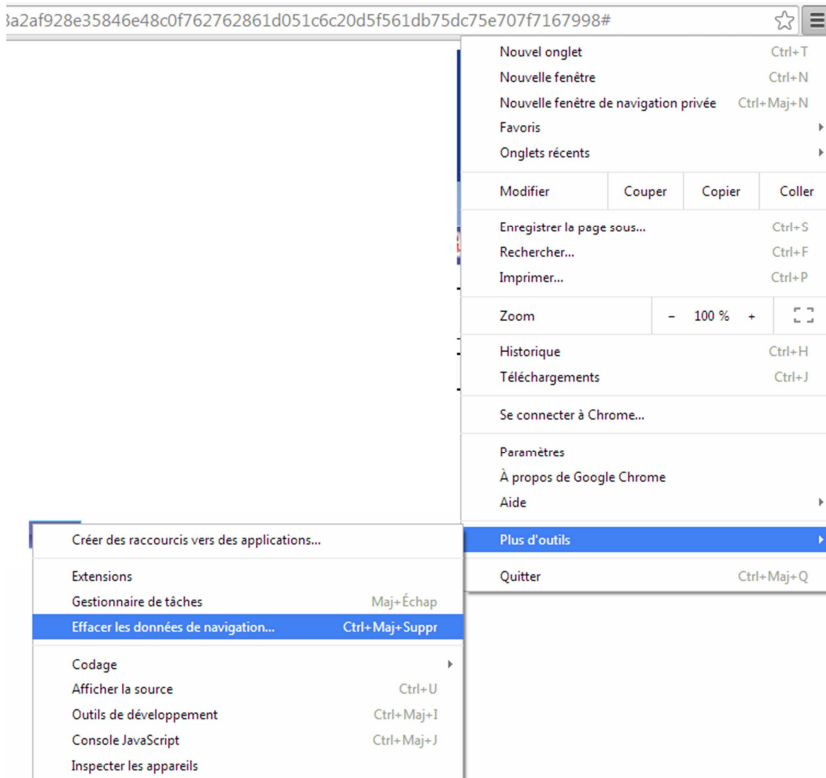 3a2af928e35846e48c0f762762861d051c6c20d5f561db75dc75e707f7167998#
Nouvel onglet Ctrl+T
Nouvelle fenêtre Ctrl+N
Nouvelle fenêtre de navigation privée Ctrl+Maj+N
Favoris
Onglets récents
Modifier Couper Copier Coller
Enregistrer la page sous... Ctrl+S
Rechercher... Ctrl+F
Imprimer... Ctrl+P
Zoom - 100 % +
Historique Ctrl+H
Téléchargements Ctrl+J
Se connecter à Chrome...
Paramètres
À propos de Google Chrome
Aide
Plus d'outils
Quitter Ctrl+Maj+Q
Créer des raccourcis vers des applications...
Extensions
Gestionnaire de tâches Maj+Échap
Effacer les données de navigation... Ctrl+Maj+Suppr
Codage
Afficher la source Ctrl+U
Outils de développement Ctrl+Maj+I
Console JavaScript Ctrl+Maj+J
Inspecter les appareils